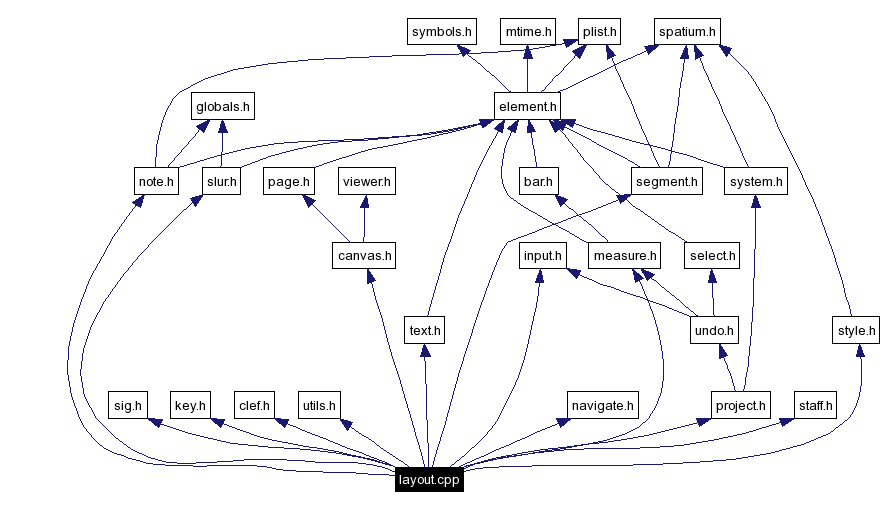 symbols.h mtime.h plist.h spatium.h
globals.h element.h
note.h slur.h page.h viewer.h bar.h segment.h system.h
canvas.h input.h measure.h select.h
text.h undo.h style.h
sig.h key.h clef.h utils.h navigate.h project.h staff.h
layout.cpp